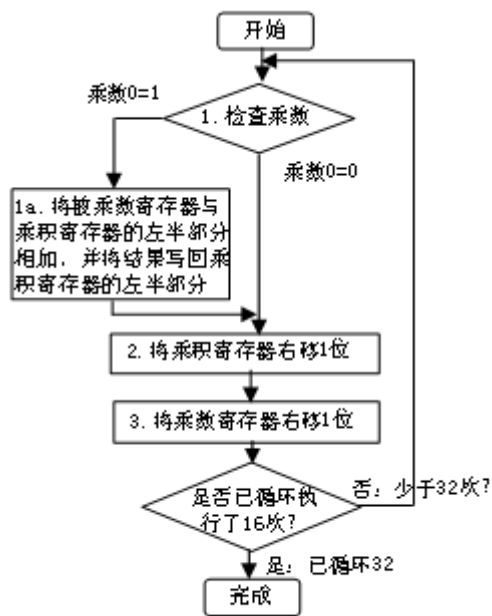 开始
乘数0=1
1.检查乘数
乘数0=0
1a.将被乘数寄存器与
乘积寄存器的左半部分
相加，并将结果写回乘
积寄存器的左半部分
2.将乘积寄存器右移1位
3.将乘数寄存器右移1位
是否已循环执
行了16次?
否：少于32次?
是：已循环32
完成